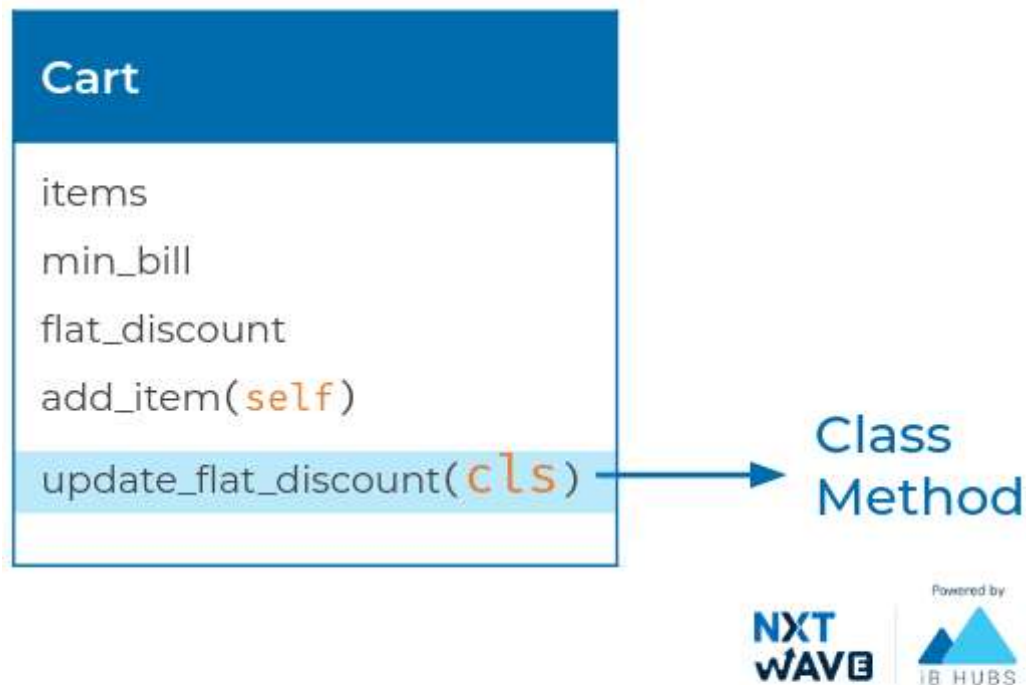 Cart
items
min_bill
flat_discount
add_item(self)
update_flat_discount(cls)
Class
Method
Powered by
NXT
WAVE
iB HUBS